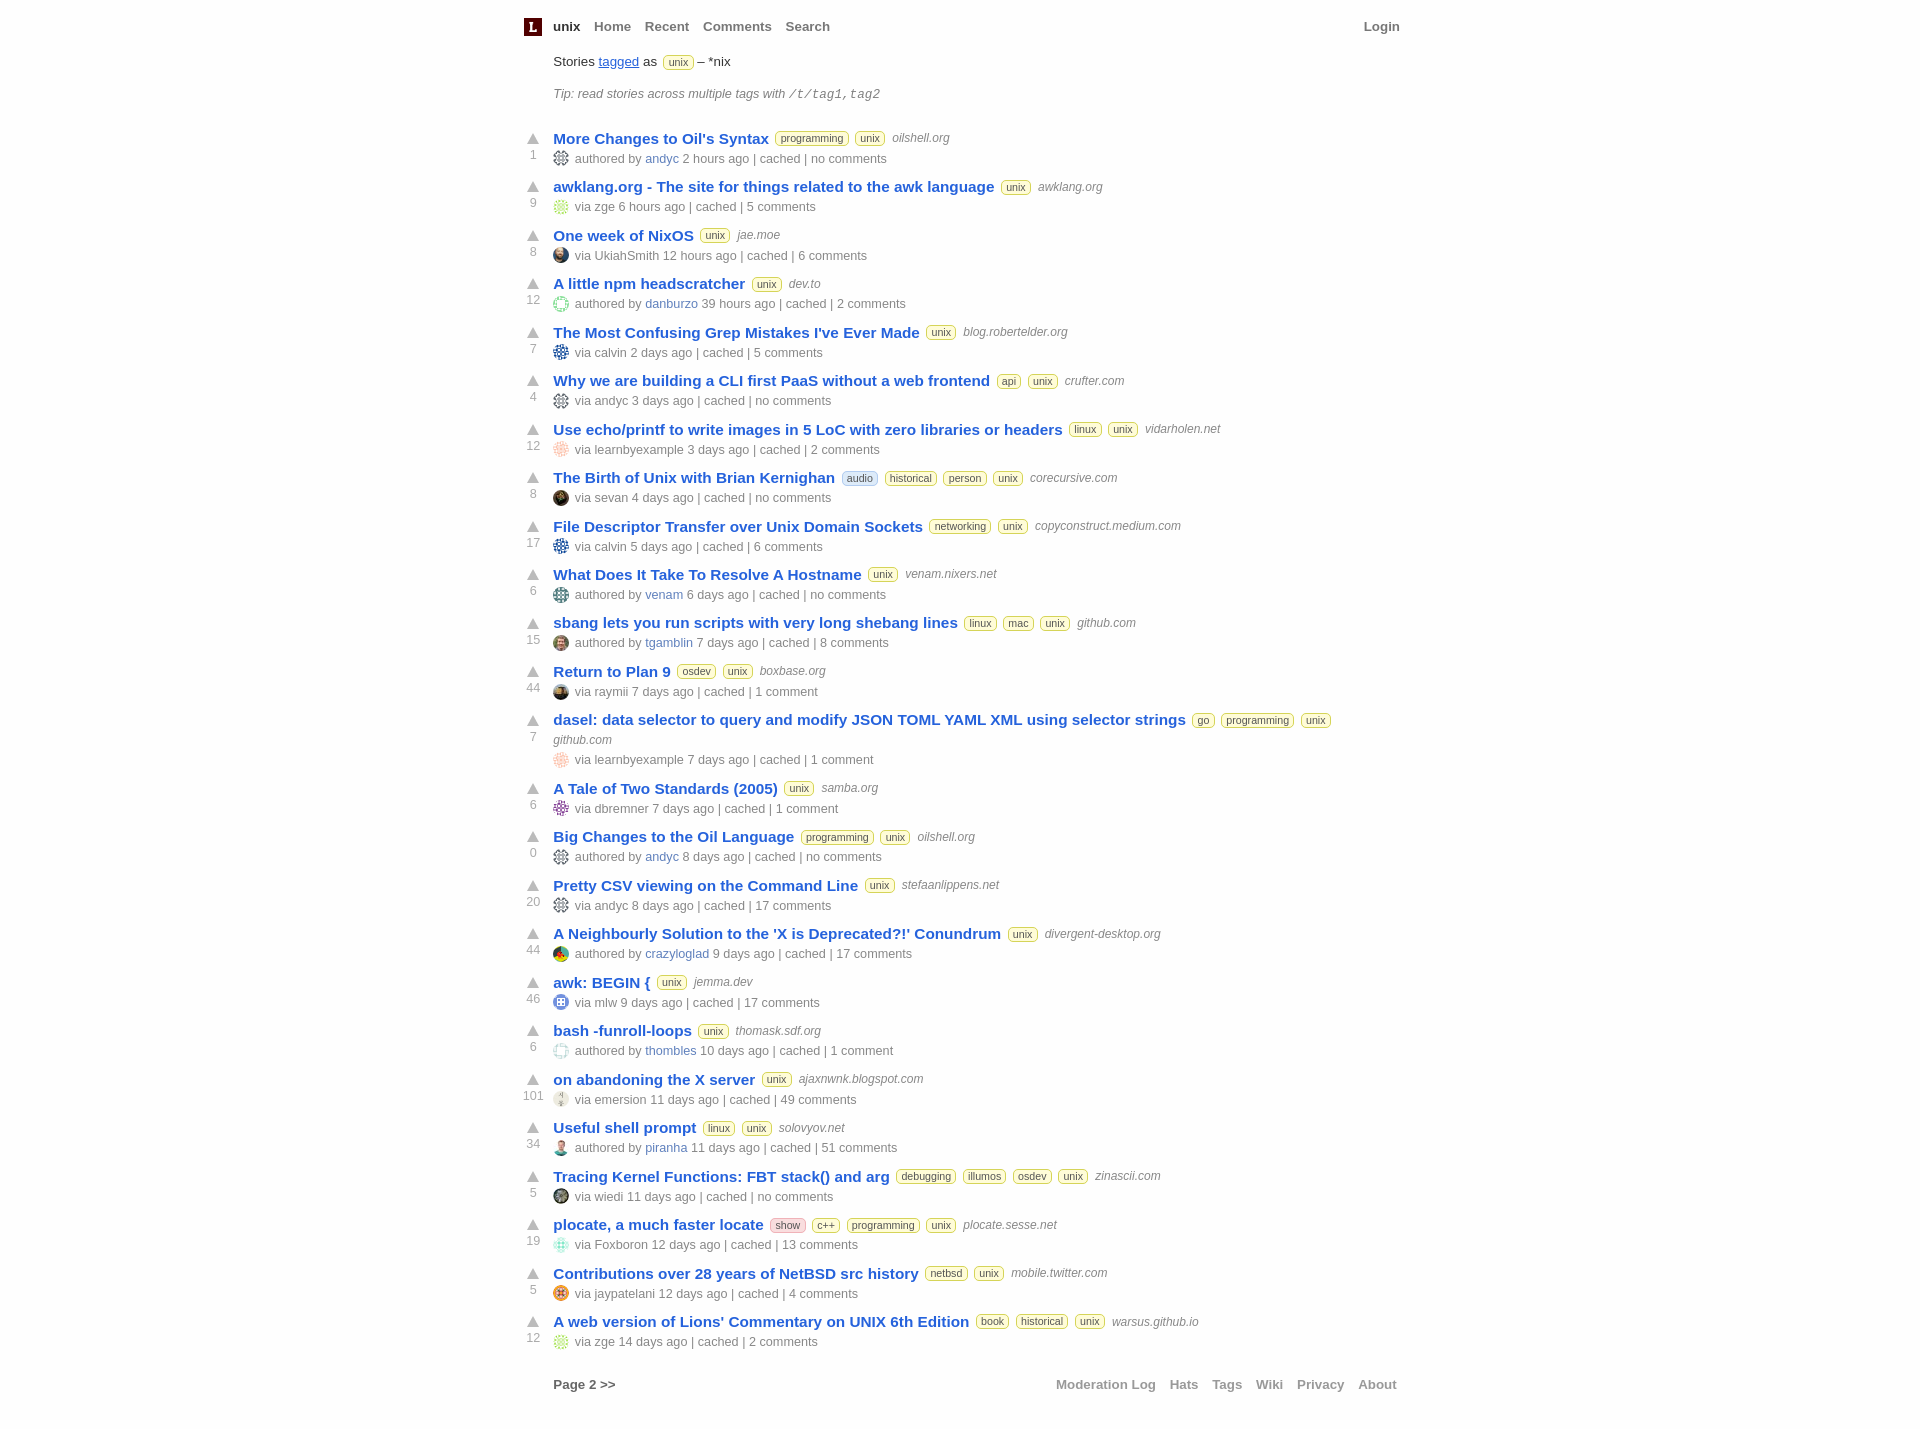 L unix Home Recent Comments Search Login
Stories tagged as unix – *nix
Tip: read stories across multiple tags with /t/tag1,tag2
More Changes to Oil's Syntax programming unix oilshell.org
1 authored by andyc 2 hours ago | cached | no comments
awklang.org - The site for things related to the awk language unix awklang.org
9 via zge 6 hours ago | cached | 5 comments
One week of NixOS unix jae.moe
8 via UkiahSmith 12 hours ago | cached | 6 comments
A little npm headscratcher unix dev.to
12 authored by danburzo 39 hours ago | cached | 2 comments
The Most Confusing Grep Mistakes I've Ever Made unix blog.robertelder.org
7 via calvin 2 days ago | cached | 5 comments
Why we are building a CLI first PaaS without a web frontend api unix crufter.com
4 via andyc 3 days ago | cached | no comments
Use echo/printf to write images in 5 LoC with zero libraries or headers linux unix vidarholen.net
12 via learnbyexample 3 days ago | cached | 2 comments
The Birth of Unix with Brian Kernighan audio historical person unix corecursive.com
8 via sevan 4 days ago | cached | no comments
File Descriptor Transfer over Unix Domain Sockets networking unix copyconstruct.medium.com
17 via calvin 5 days ago | cached | 6 comments
What Does It Take To Resolve A Hostname unix venam.nixers.net
6 authored by venam 6 days ago | cached | no comments
sbang lets you run scripts with very long shebang lines linux mac unix github.com
15 authored by tgamblin 7 days ago | cached | 8 comments
Return to Plan 9 osdev unix boxbase.org
44 via raymii 7 days ago | cached | 1 comment
dasel: data selector to query and modify JSON TOML YAML XML using selector strings go programming unix
7 github.com
via learnbyexample 7 days ago | cached | 1 comment
A Tale of Two Standards (2005) unix samba.org
6 via dbremner 7 days ago | cached | 1 comment
Big Changes to the Oil Language programming unix oilshell.org
0 authored by andyc 8 days ago | cached | no comments
Pretty CSV viewing on the Command Line unix stefaanlippens.net
20 via andyc 8 days ago | cached | 17 comments
A Neighbourly Solution to the 'X is Deprecated?!' Conundrum unix divergent-desktop.org
44 authored by crazyloglad 9 days ago | cached | 17 comments
awk: BEGIN { unix jemma.dev
46 via mlw 9 days ago | cached | 17 comments
bash -funroll-loops unix thomask.sdf.org
6 authored by thombles 10 days ago | cached | 1 comment
on abandoning the X server unix ajaxnwnk.blogspot.com
101 via emersion 11 days ago | cached | 49 comments
Useful shell prompt linux unix solovyov.net
34 authored by piranha 11 days ago | cached | 51 comments
Tracing Kernel Functions: FBT stack() and arg debugging illumos osdev unix zinascii.com
5 via wiedi 11 days ago | cached | no comments
plocate, a much faster locate show c++ programming unix plocate.sesse.net
19 via Foxboron 12 days ago | cached | 13 comments
Contributions over 28 years of NetBSD src history netbsd unix mobile.twitter.com
5 via jaypatelani 12 days ago | cached | 4 comments
A web version of Lions' Commentary on UNIX 6th Edition book historical unix warsus.github.io
12 via zge 14 days ago | cached | 2 comments
Page 2 >> Moderation Log Hats Tags Wiki Privacy About